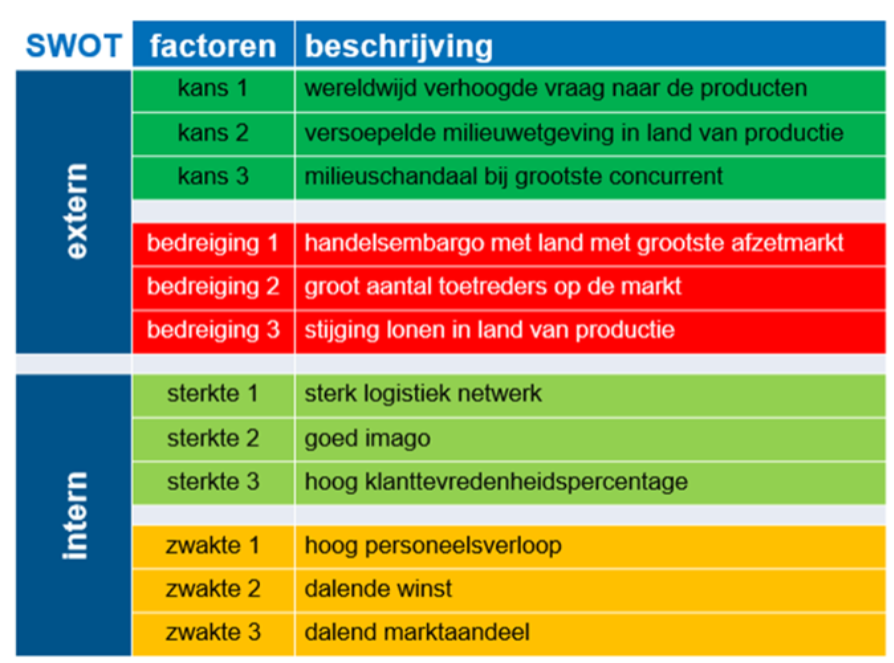 SWOT factoren beschrijving
extern
kans 1 wereldwijd verhoogde vraag naar de producten
kans 2 versoepelde milieuwetgeving in land van productie
kans 3 milieuschandaal bij grootste concurrent
bedreiging 1 handelsembargo met land met grootste afzetmarkt
bedreiging 2 groot aantal toetreders op de markt
bedreiging 3 stijging lonen in land van productie
intern
sterkte 1 sterk logistiek netwerk
sterkte 2 goed imago
sterkte 3 hoog klanttevredenheidspercentage
zwakte 1 hoog personeelsverloop
zwakte 2 dalende winst
zwakte 3 dalend marktaandeel